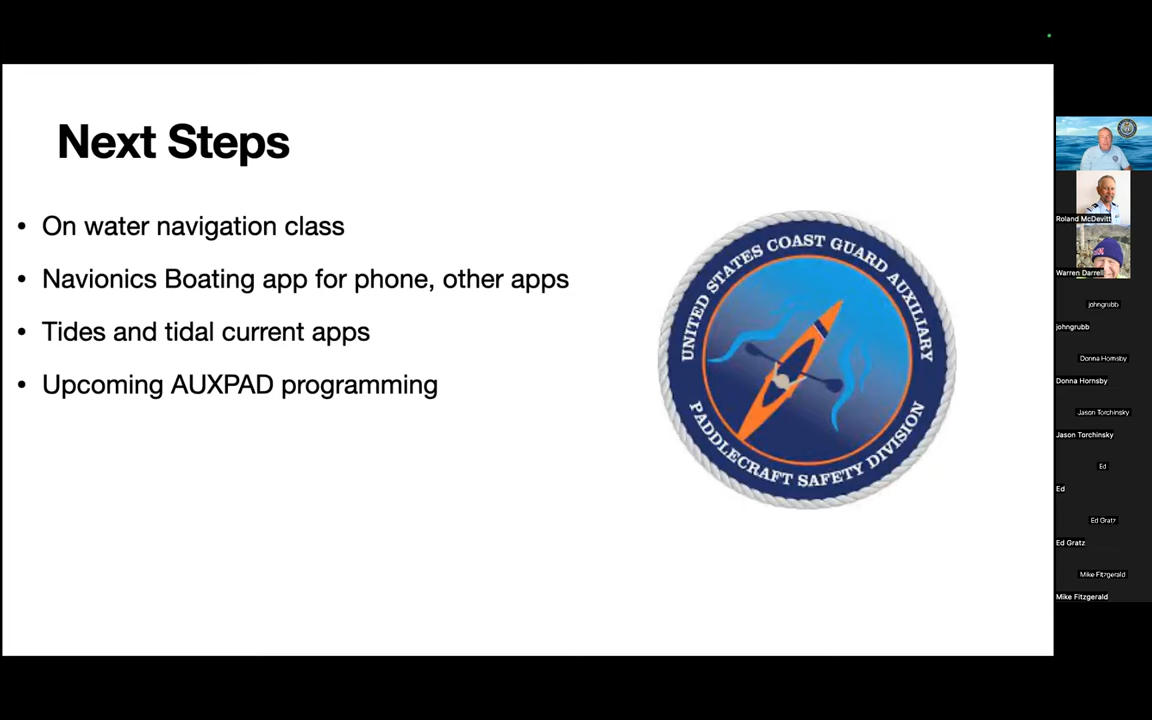 Next Steps
• On water navigation class
• Navionics Boating app for phone, other apps
• Tides and tidal current apps
• Upcoming AUXPAD programming
UNITED STATES COAST GUARD AUXILIARY
PADDLECRAFT SAFETY DIVISION
Roland McDevitt
Warren Darrell
johngrubb
johngrubb
Donna Hornsby
Donna Hornsby
Jason Torchinsky
Jason Torchinsky
Ed
Ed
Ed Gratz
Ed Gratz
Mike Fitzgerald
Mike Fitzgerald